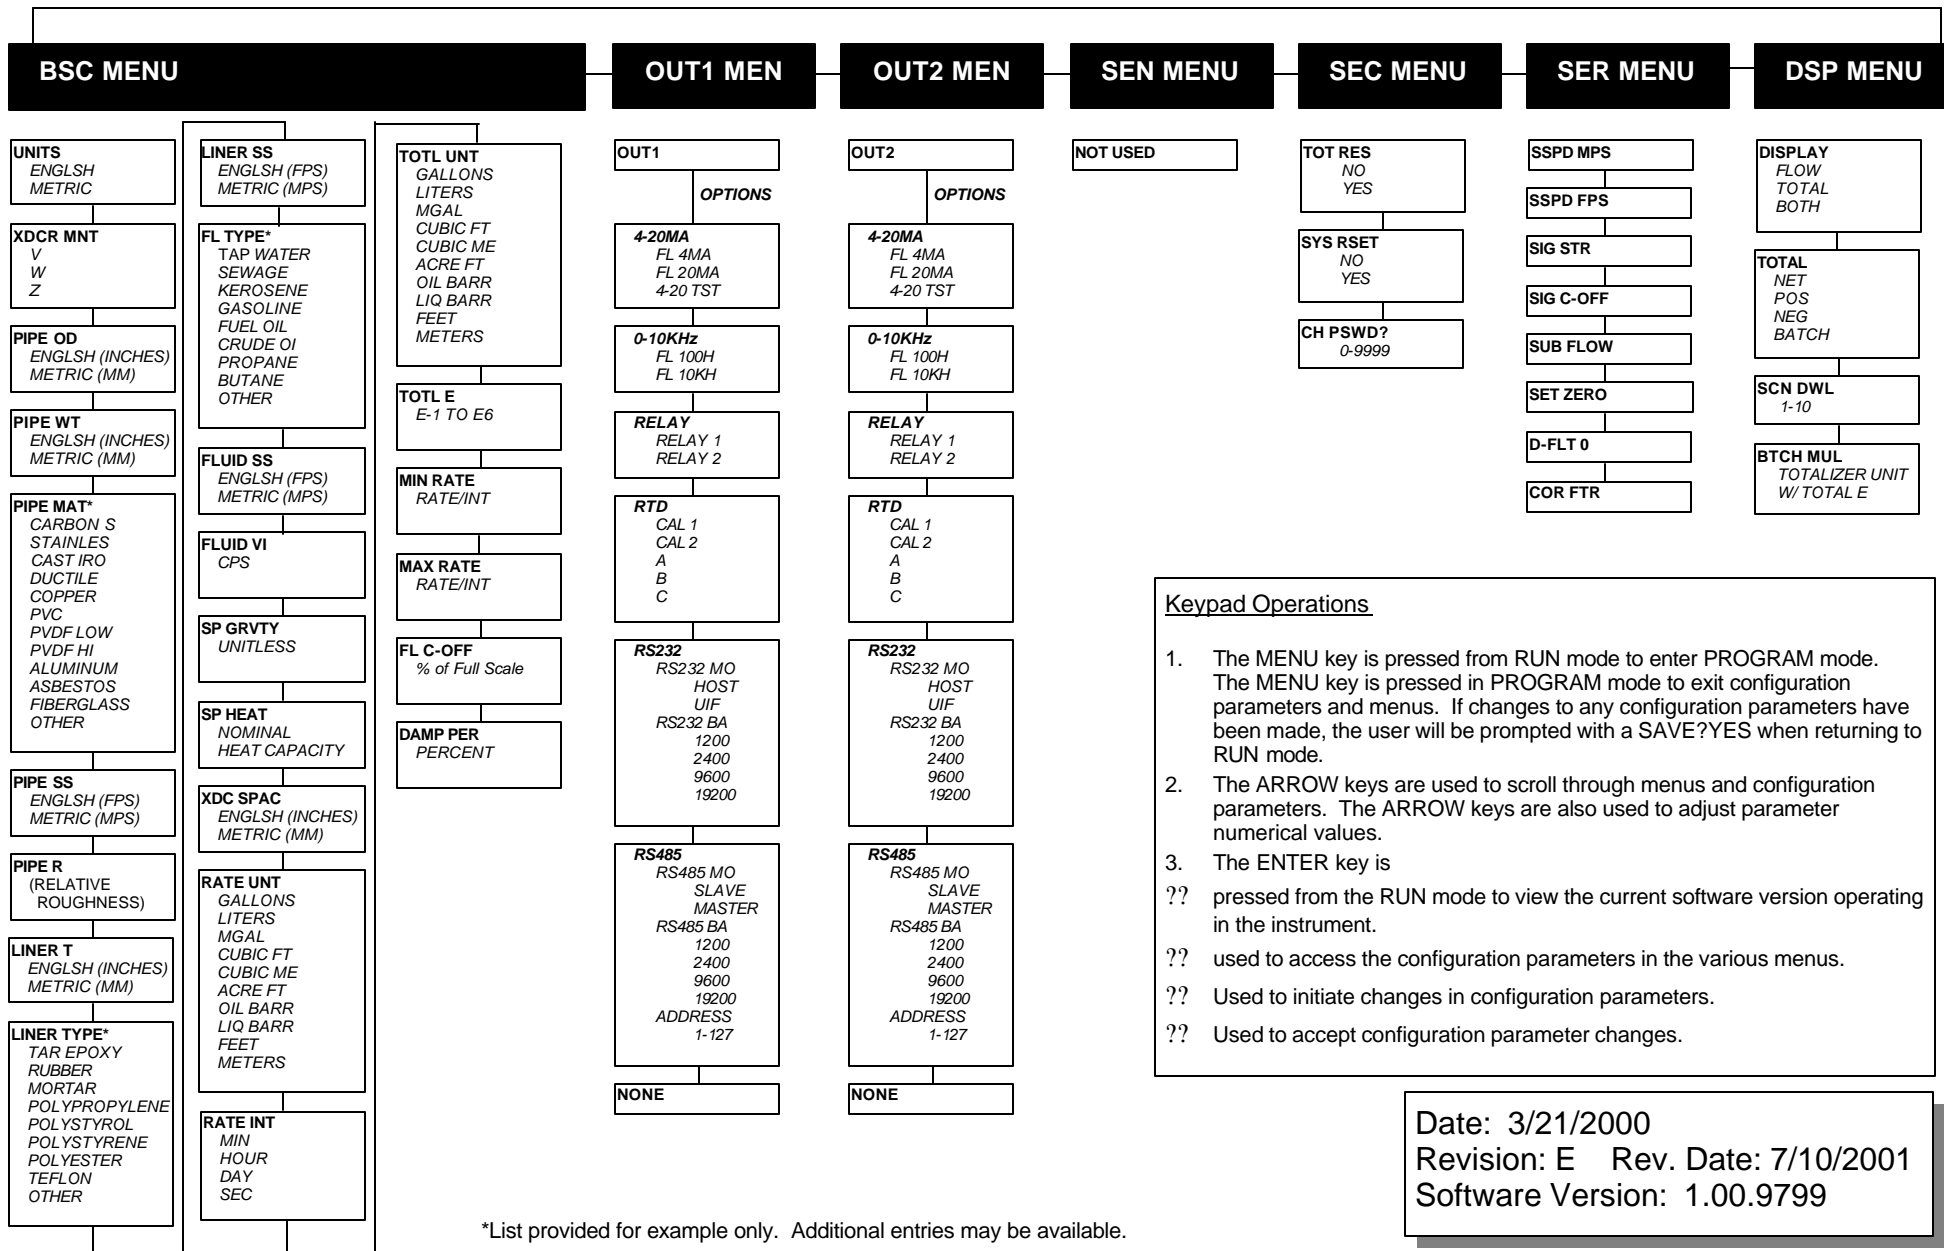 BSC MENU
OUT1 MEN
OUT2 MEN
SEN MENU
SEC MENU
SER MENU
DSP MENU
UNITS
ENGLSH
METRIC
XDCR MNT
V
W
Z
PIPE OD
ENGLSH (INCHES)
METRIC (MM)
PIPE WT
ENGLSH (INCHES)
METRIC (MM)
PIPE MAT*
CARBON S
STAINLES
CAST IRO
DUCTILE
COPPER
PVC
PVDF LOW
PVDF HI
ALUMINUM
ASBESTOS
FIBERGLASS
OTHER
PIPE SS
ENGLSH (FPS)
METRIC (MPS)
PIPE R
(RELATIVE
ROUGHNESS)
LINER T
ENGLSH (INCHES)
METRIC (MM)
LINER TYPE*
TAR EPOXY
RUBBER
MORTAR
POLYPROPYLENE
POLYSTYROL
POLYSTYRENE
POLYESTER
TEFLON
OTHER
LINER SS
ENGLSH (FPS)
METRIC (MPS)
FL TYPE*
TAP WATER
SEWAGE
KEROSENE
GASOLINE
FUEL OIL
CRUDE OI
PROPANE
BUTANE
OTHER
FLUID SS
ENGLSH (FPS)
METRIC (MPS)
FLUID VI
CPS
SP GRVTY
UNITLESS
SP HEAT
NOMINAL
HEAT CAPACITY
XDC SPAC
ENGLSH (INCHES)
METRIC (MM)
RATE UNT
GALLONS
LITERS
MGAL
CUBIC FT
CUBIC ME
ACRE FT
OIL BARR
LIQ BARR
FEET
METERS
RATE INT
MIN
HOUR
DAY
SEC
TOTL UNT
GALLONS
LITERS
MGAL
CUBIC FT
CUBIC ME
ACRE FT
OIL BARR
LIQ BARR
FEET
METERS
TOTL E
E-1 TO E6
MIN RATE
RATE/INT
MAX RATE
RATE/INT
FL C-OFF
% of Full Scale
DAMP PER
PERCENT
OUT1
OPTIONS
4-20MA
FL 4MA
FL 20MA
4-20 TST
0-10KHz
FL 100H
FL 10KH
RELAY
RELAY 1
RELAY 2
RTD
CAL 1
CAL 2
A
B
C
RS232
RS232 MO
HOST
UIF
RS232 BA
1200
2400
9600
19200
RS485
RS485 MO
SLAVE
MASTER
RS485 BA
1200
2400
9600
19200
ADDRESS
1-127
NONE
OUT2
OPTIONS
4-20MA
FL 4MA
FL 20MA
4-20 TST
0-10KHz
FL 100H
FL 10KH
RELAY
RELAY 1
RELAY 2
RTD
CAL 1
CAL 2
A
B
C
RS232
RS232 MO
HOST
UIF
RS232 BA
1200
2400
9600
19200
RS485
RS485 MO
SLAVE
MASTER
RS485 BA
1200
2400
9600
19200
ADDRESS
1-127
NONE
NOT USED
TOT RES
NO
YES
SYS RSET
NO
YES
CH PSWD?
0-9999
SSPD MPS
SSPD FPS
SIG STR
SIG C-OFF
SUB FLOW
SET ZERO
D-FLT 0
COR FTR
DISPLAY
FLOW
TOTAL
BOTH
TOTAL
NET
POS
NEG
BATCH
SCN DWL
1-10
BTCH MUL
TOTALIZER UNIT
W/ TOTAL E
Keypad Operations
1. The MENU key is pressed from RUN mode to enter PROGRAM mode.
The MENU key is pressed in PROGRAM mode to exit configuration
parameters and menus. If changes to any configuration parameters have
been made, the user will be prompted with a SAVE?YES when returning to
RUN mode.
2. The ARROW keys are used to scroll through menus and configuration
parameters. The ARROW keys are also used to adjust parameter
numerical values.
3. The ENTER key is
?? pressed from the RUN mode to view the current software version operating
in the instrument.
?? used to access the configuration parameters in the various menus.
?? Used to initiate changes in configuration parameters.
?? Used to accept configuration parameter changes.
Date: 3/21/2000
Revision: E Rev. Date: 7/10/2001
Software Version: 1.00.9799
*List provided for example only. Additional entries may be available.